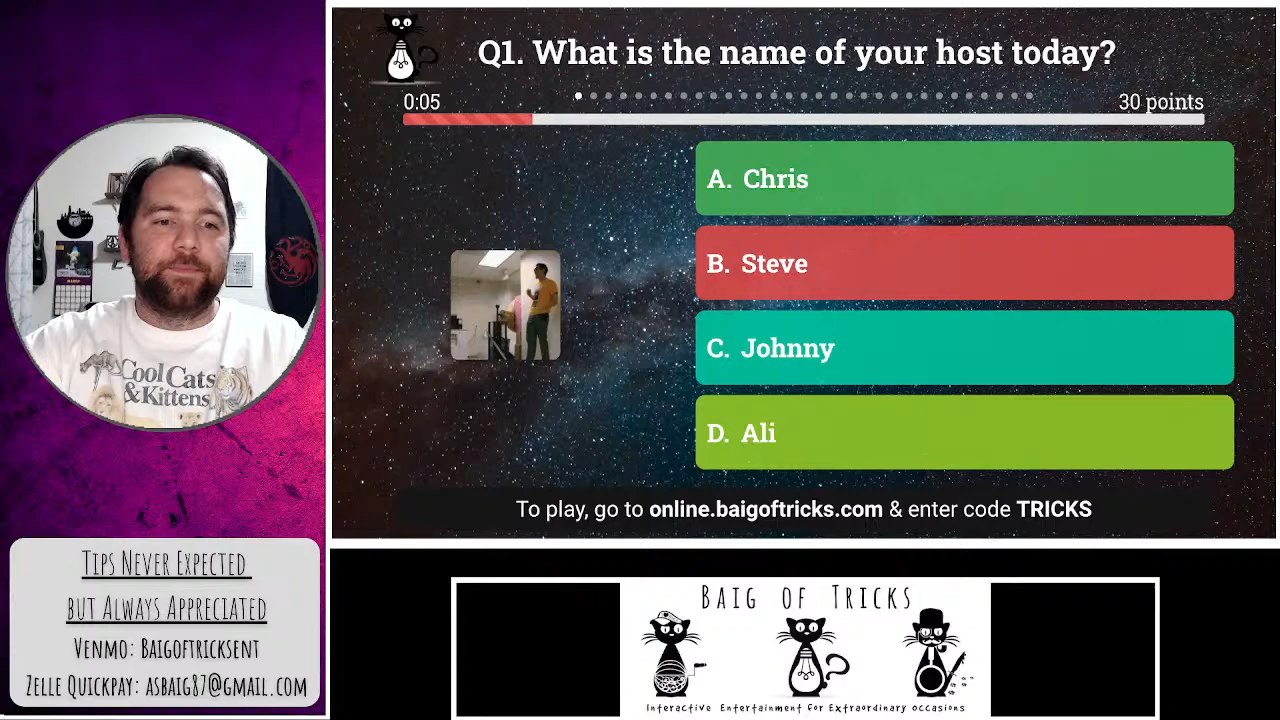 Q1. What is the name of your host today?
0:05
30 points
A. Chris
B. Steve
C. Johnny
D. Ali
To play, go to online.baigoftricks.com & enter code TRICKS
Cool Cats
& Kittens
Tips Never Expected
but Always Appreciated
Venmo: Baigoftricksent
Zelle Quickpay: asbaig87@gmail.com
Baig of Tricks
Interactive Entertainment for Extraordinary Occasions